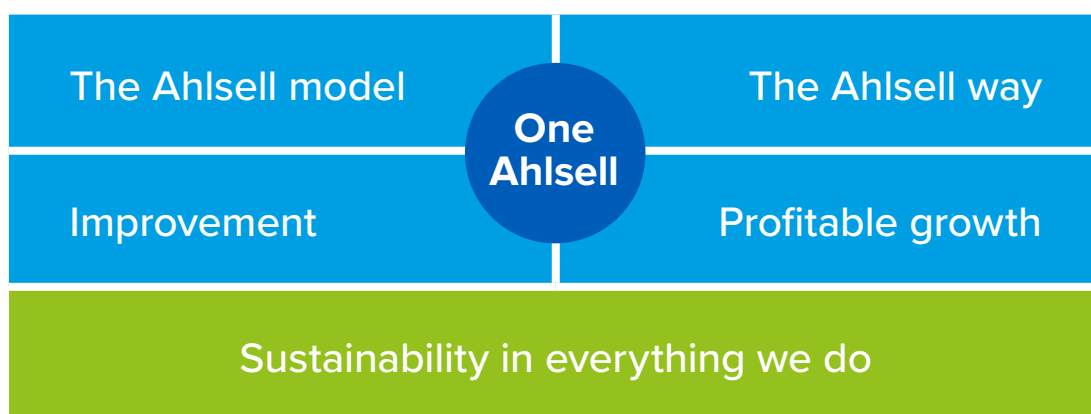 The Ahlsell model
The Ahlsell way
One
Ahlsell
Improvement
Profitable growth
Sustainability in everything we do